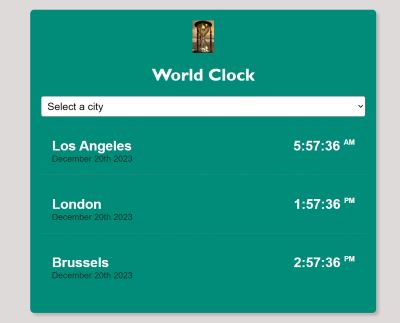 World Clock
Select a city
Los Angeles 5:57:36 AM
December 20th 2023
London 1:57:36 PM
December 20th 2023
Brussels 2:57:36 PM
December 20th 2023